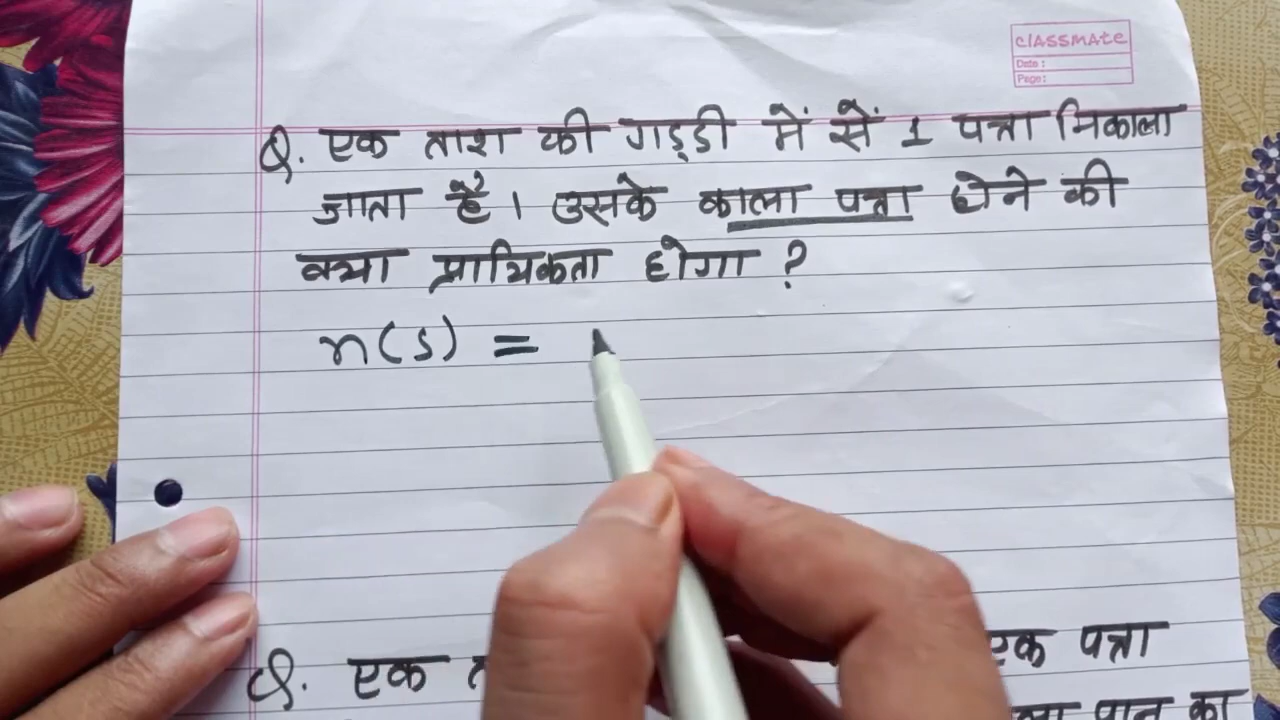 CLASSMATE
Date :
Page:
Q. एक ताश की गड्डी में सें 1 पत्ता निकाला
जाता है। उसके काला पत्ता होने की
क्या प्रायिकता होगा ?
n(s) =
Q. एक एक पत्ता
पान का